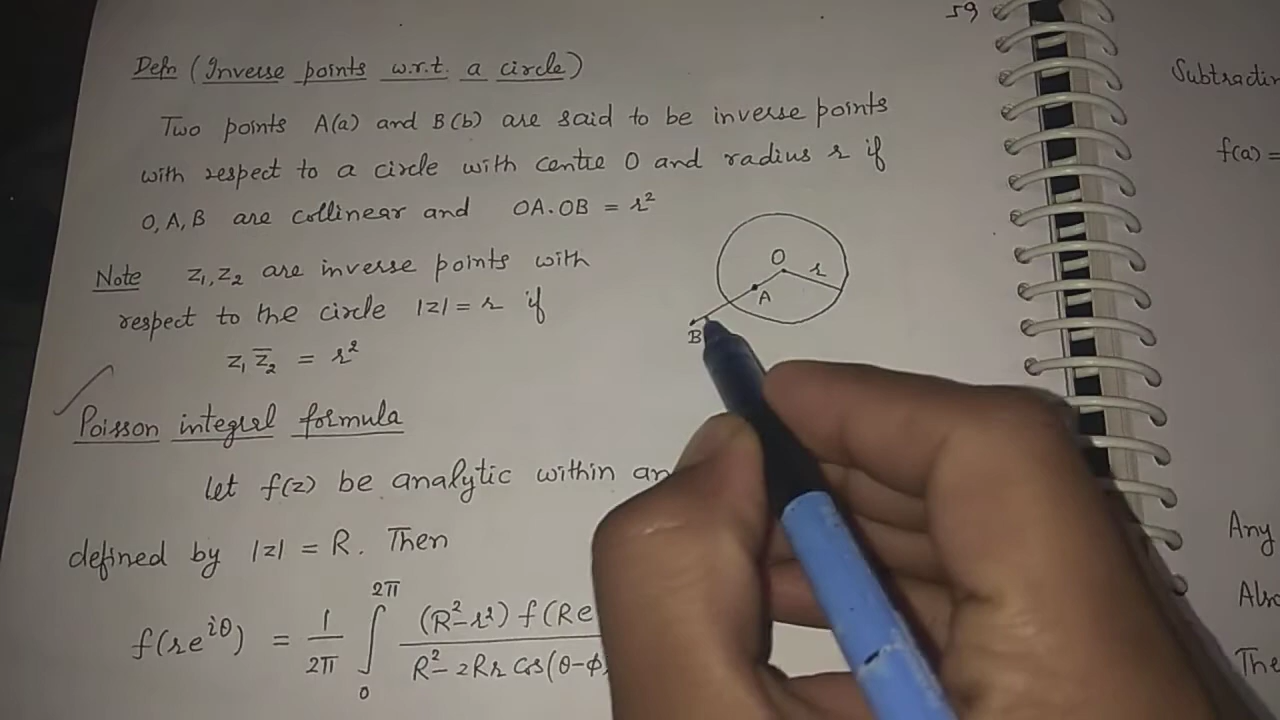 59
Defn (Inverse points w.r.t. a circle)
Two points A(a) and B(b) are said to be inverse points
with respect to a circle with centre O and radius r if
O, A, B are collinear and OA.OB = r²
Note z₁, z₂ are inverse points with
respect to the circle |z| = r if
z₁ z̅₂ = r²
O
r
A
B
Poisson integral formula
Let f(z) be analytic within an
defined by |z| = R. Then
f(re^{iθ}) = 1/2π ∫₀^{2π} (R²-r²) f(Re / R²-2Rr Cos(θ-φ)
Subtractin
f(a) =
Any
Also
The